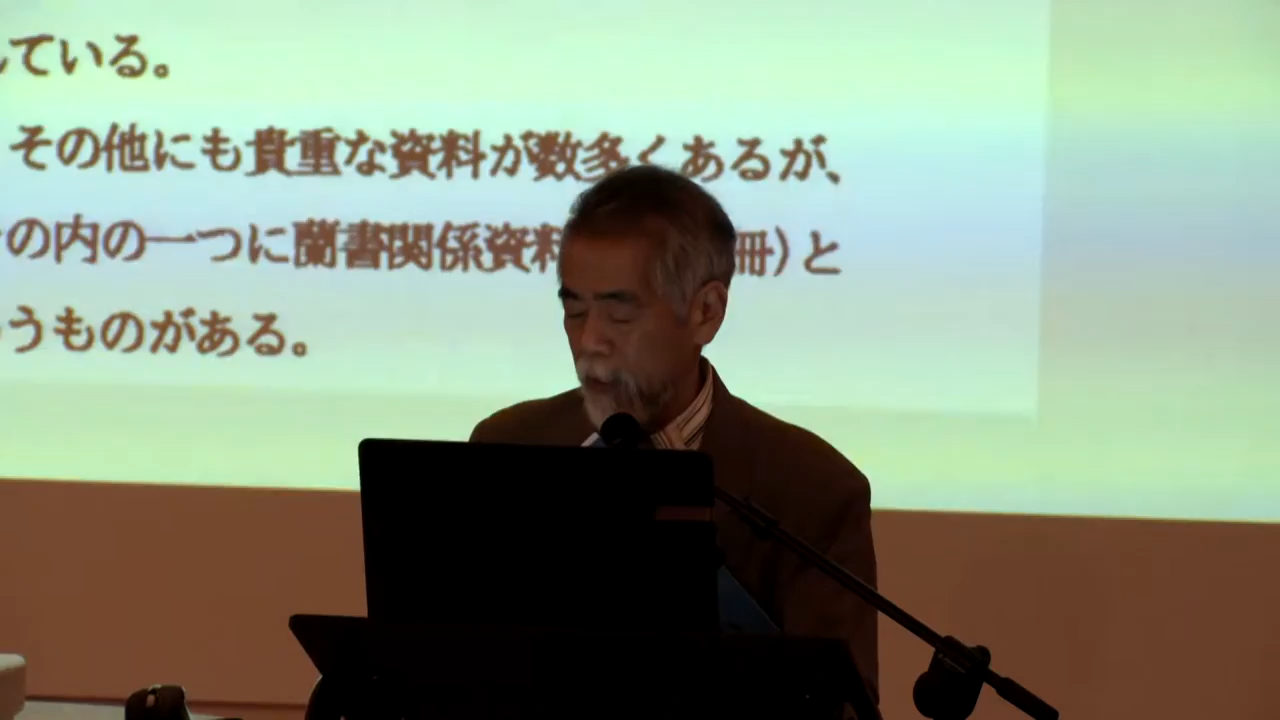 ている。
その他にも貴重な資料が数多くあるが、
の内の一つに蘭書関係資料 冊)と
うものがある。